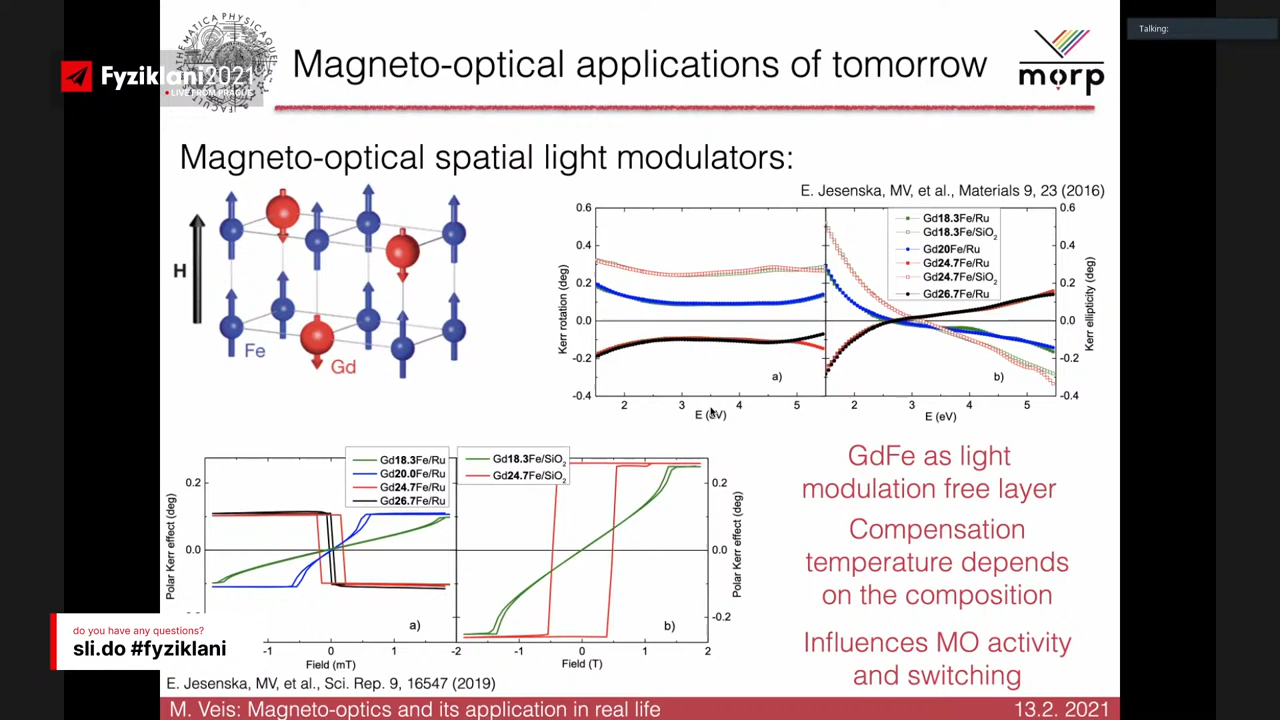 Talking:
Fyziklani2021
LIVE FROM PRAGUE
Magneto-optical applications of tomorrow
morp
Magneto-optical spatial light modulators:
E. Jesenska, MV, et al., Materials 9, 23 (2016)
H
Fe
Gd
0.6
0.4
0.2
0.0
-0.2
-0.4
Kerr rotation (deg)
2
3
4
5
E (eV)
a)
Gd18.3Fe/Ru
Gd18.3Fe/SiO2
Gd20Fe/Ru
Gd24.7Fe/Ru
Gd24.7Fe/SiO2
Gd26.7Fe/Ru
b)
2
3
4
5
E (eV)
0.6
0.4
0.2
0.0
-0.2
-0.4
Kerr ellipticity (deg)
Gd18.3Fe/Ru
Gd20.0Fe/Ru
Gd24.7Fe/Ru
Gd26.7Fe/Ru
Gd18.3Fe/SiO2
Gd24.7Fe/SiO2
Polar Kerr effect (deg)
0.2
0.0
a)
-1
0
1
Field (mT)
b)
-2
-1
0
1
2
Field (T)
0.2
0.0
-0.2
Polar Kerr effect (deg)
GdFe as light
modulation free layer
Compensation
temperature depends
on the composition
Influences MO activity
and switching
do you have any questions?
sli.do #fyziklani
E. Jesenska, MV, et al., Sci. Rep. 9, 16547 (2019)
M. Veis: Magneto-optics and its application in real life
13.2. 2021